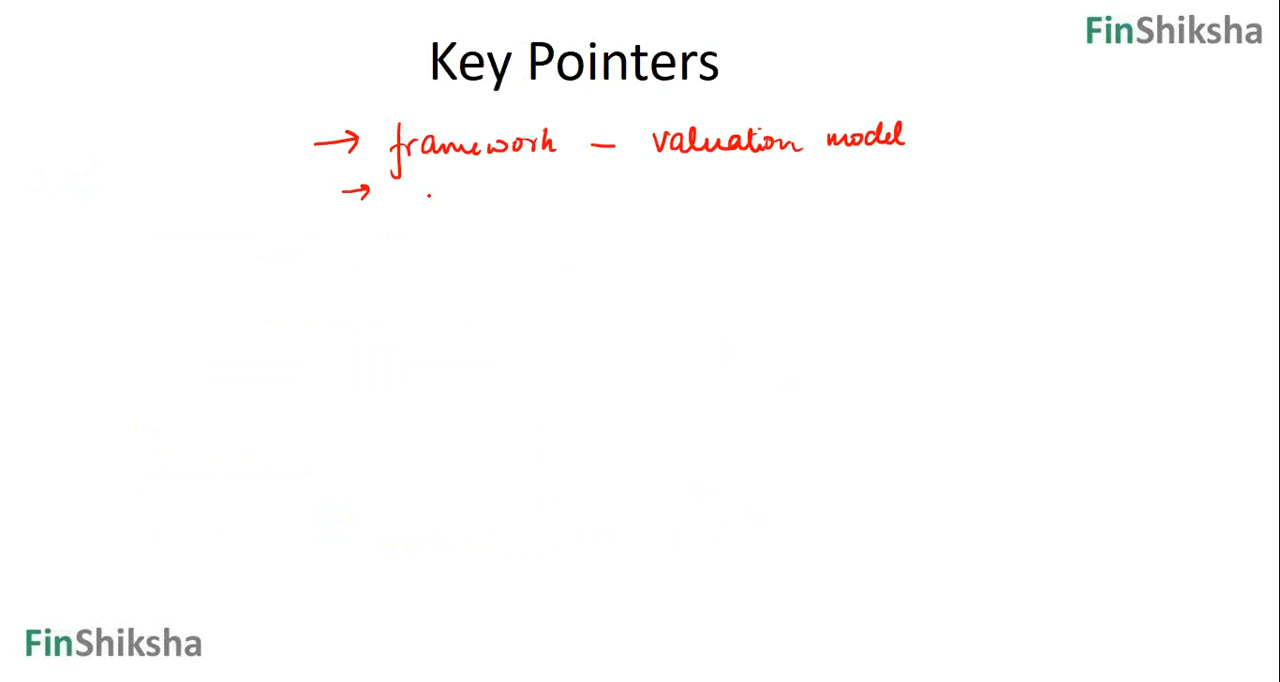 FinShiksha
Key Pointers
→ framework – valuation model
→
FinShiksha